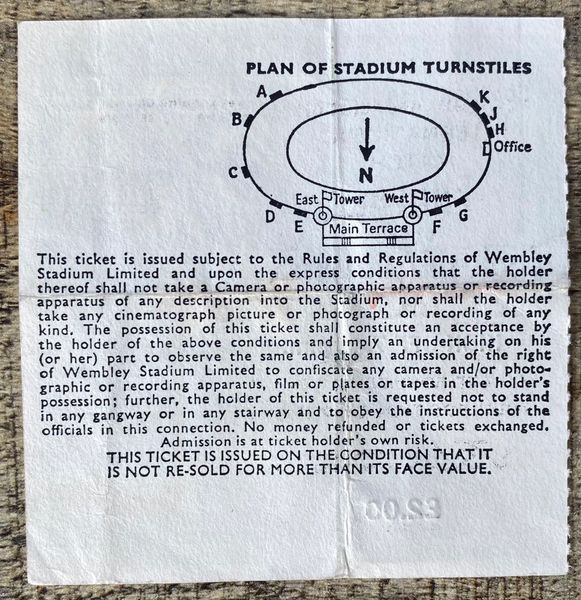 PLAN OF STADIUM TURNSTILES
A
K
J
B
H
Office
C
N
East Tower
West Tower
D
E
Main Terrace
F
G
This ticket is issued subject to the Rules and Regulations of Wembley
Stadium Limited and upon the express conditions that the holder
thereof shall not take a Camera or photographic apparatus or recording
apparatus of any description into the Stadium, nor shall the holder
take any cinematograph picture or photograph or recording of any
kind. The possession of this ticket shall constitute an acceptance by
the holder of the above conditions and imply an undertaking on his
(or her) part to observe the same and also an admission of the right
of Wembley Stadium Limited to confiscate any camera and/or photo-
graphic or recording apparatus, film or plates or tapes in the holder's
possession; further, the holder of this ticket is requested not to stand
in any gangway or in any stairway and to obey the instructions of the
officials in this connection. No money refunded or tickets exchanged.
Admission is at ticket holder's own risk.
THIS TICKET IS ISSUED ON THE CONDITION THAT IT
IS NOT RE-SOLD FOR MORE THAN ITS FACE VALUE.
£2.00